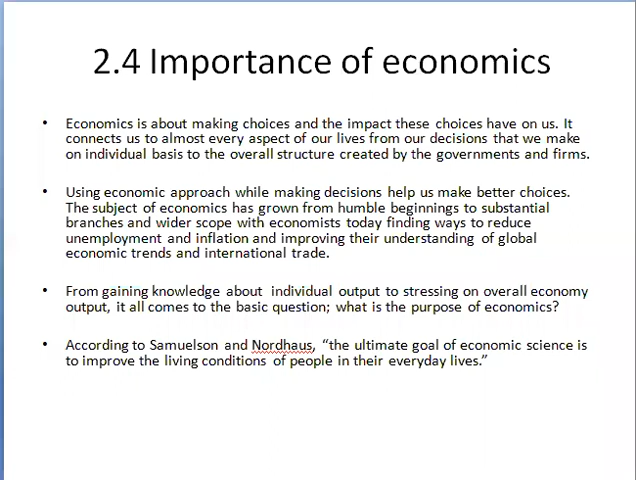 2.4 Importance of economics
• Economics is about making choices and the impact these choices have on us. It
connects us to almost every aspect of our lives from our decisions that we make
on individual basis to the overall structure created by the governments and firms.
• Using economic approach while making decisions help us make better choices.
The subject of economics has grown from humble beginnings to substantial
branches and wider scope with economists today finding ways to reduce
unemployment and inflation and improving their understanding of global
economic trends and international trade.
• From gaining knowledge about individual output to stressing on overall economy
output, it all comes to the basic question; what is the purpose of economics?
• According to Samuelson and Nordhaus, “the ultimate goal of economic science is
to improve the living conditions of people in their everyday lives.”